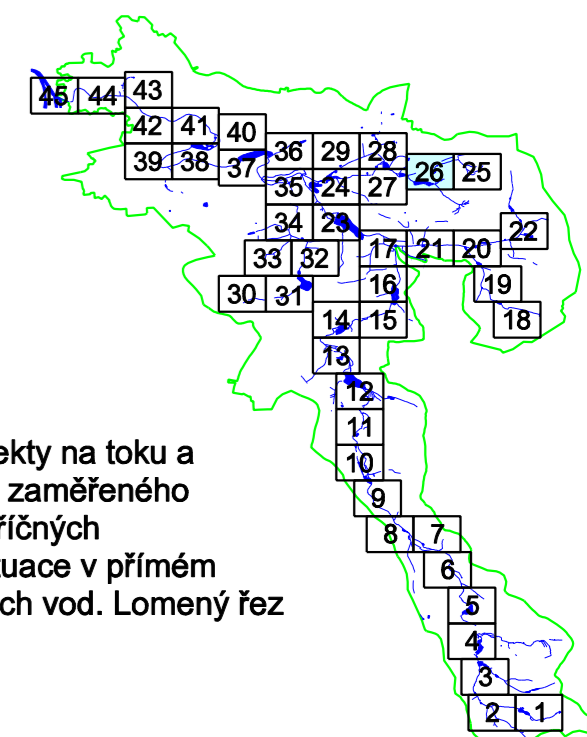 43
45 44
42 41 40
39 38 37 36 29 28
26 25
35 24 27
34 23 22
33 32 17 21 20
30 31 16 19
14 15 18
13
12
11
10
9
8 7
6
5
4
3
2 1
ekty na toku a
zaměřeného
říčných
tuace v přímém
ch vod. Lomený řez